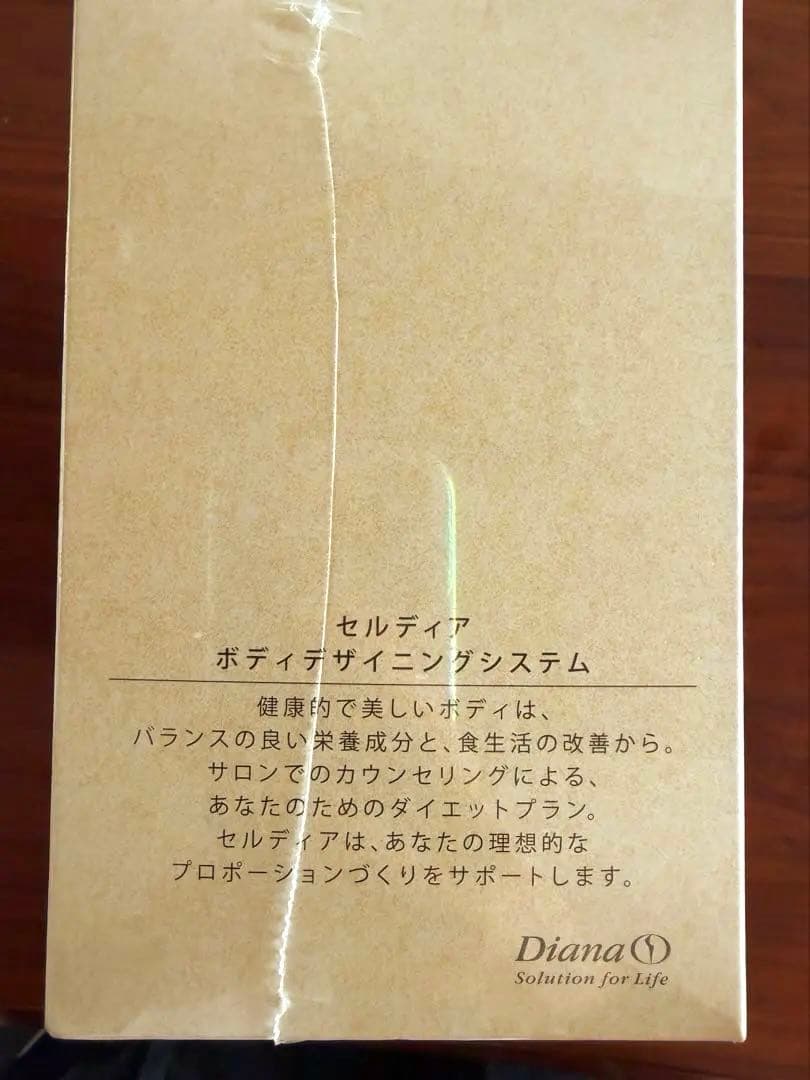 セルディア
ボディデザイニングシステム
健康的で美しいボディは、
バランスの良い栄養成分と、食生活の改善から。
サロンでのカウンセリングによる、
あなたのためのダイエットプラン。
セルディアは、あなたの理想的な
プロポーションづくりをサポートします。
Diana
Solution for Life